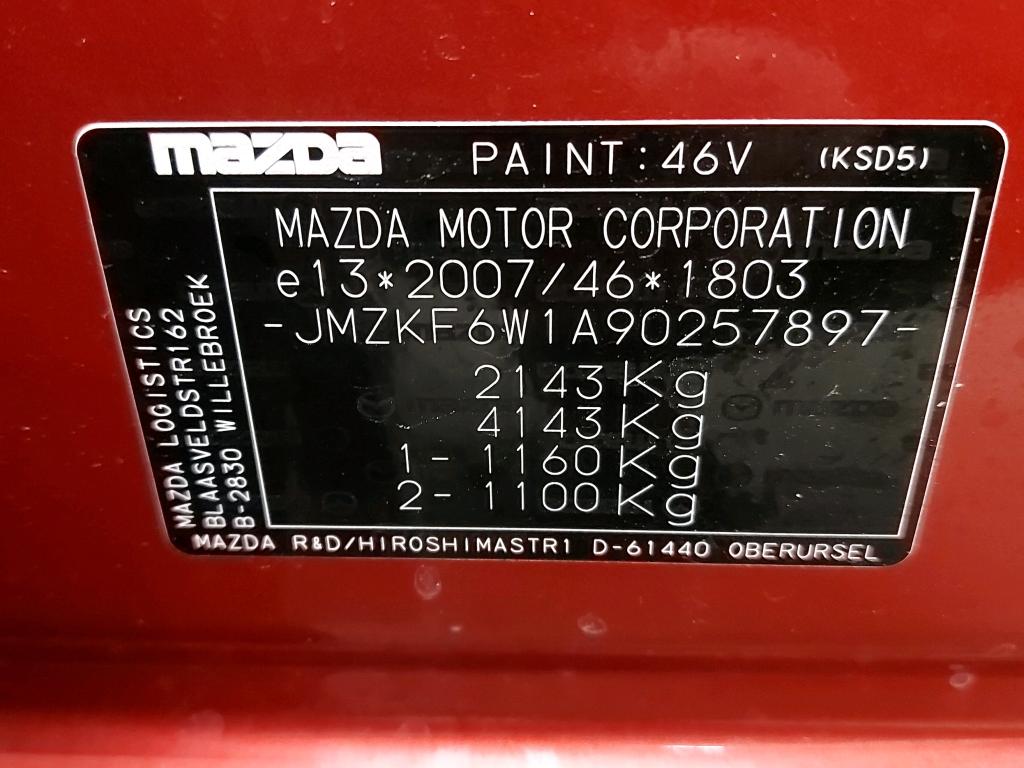 mazda PAINT:46V (KSD5)
MAZDA MOTOR CORPORATION
e13*2007/46*1803
-JMZKF6W1A90257897-
2143Kg
4143Kg
1-1160Kg
2-1100Kg
MAZDA LOGISTICS
BLAASVELDSTR162
B-2830 WILLEBROEK
MAZDA R&D/HIROSHIMASTR1 D-61440 OBERURSEL